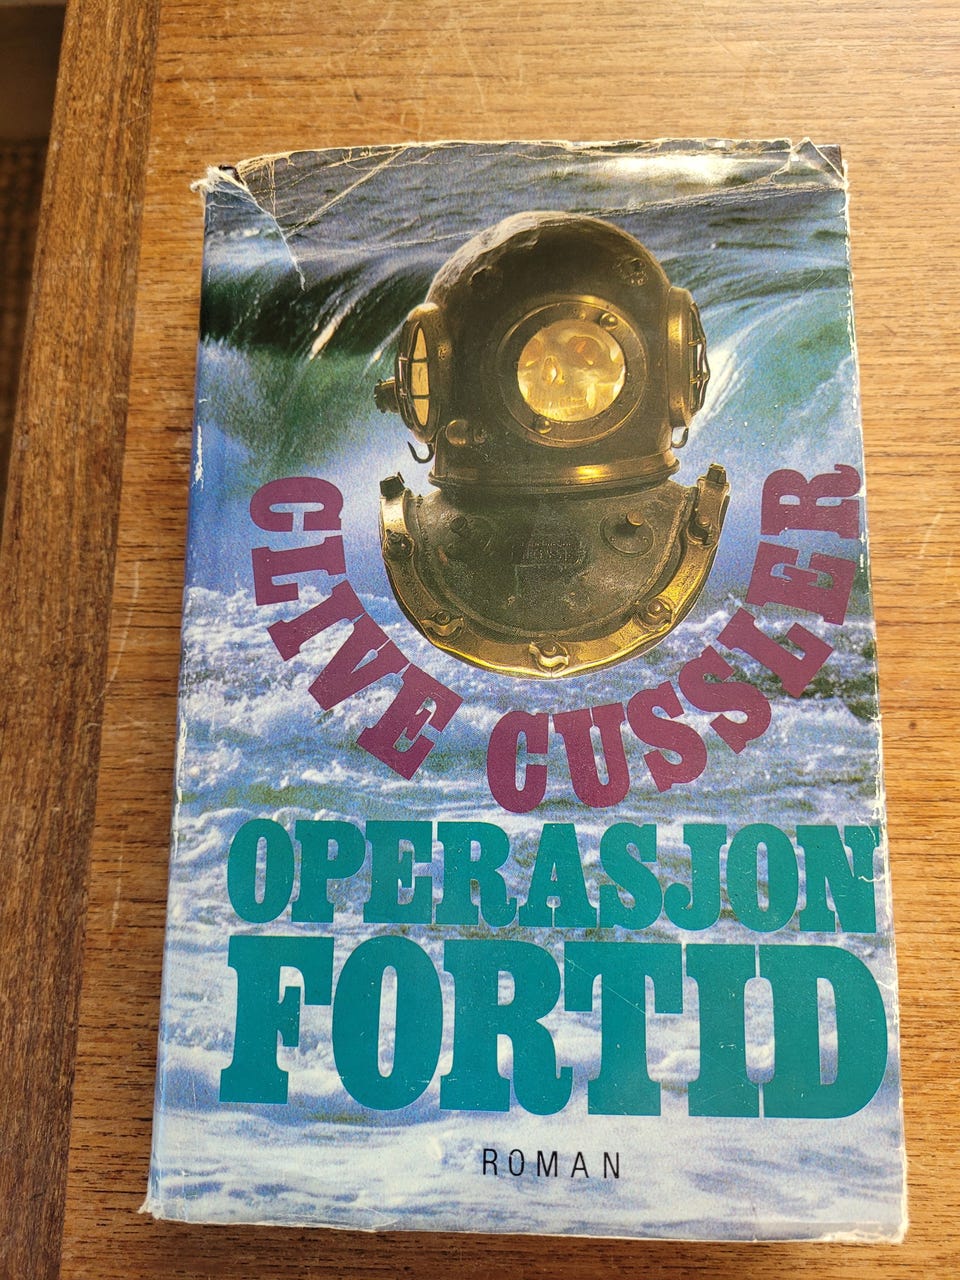 CLIVE CUSSLER
OPERASJON
FORTID
ROMAN